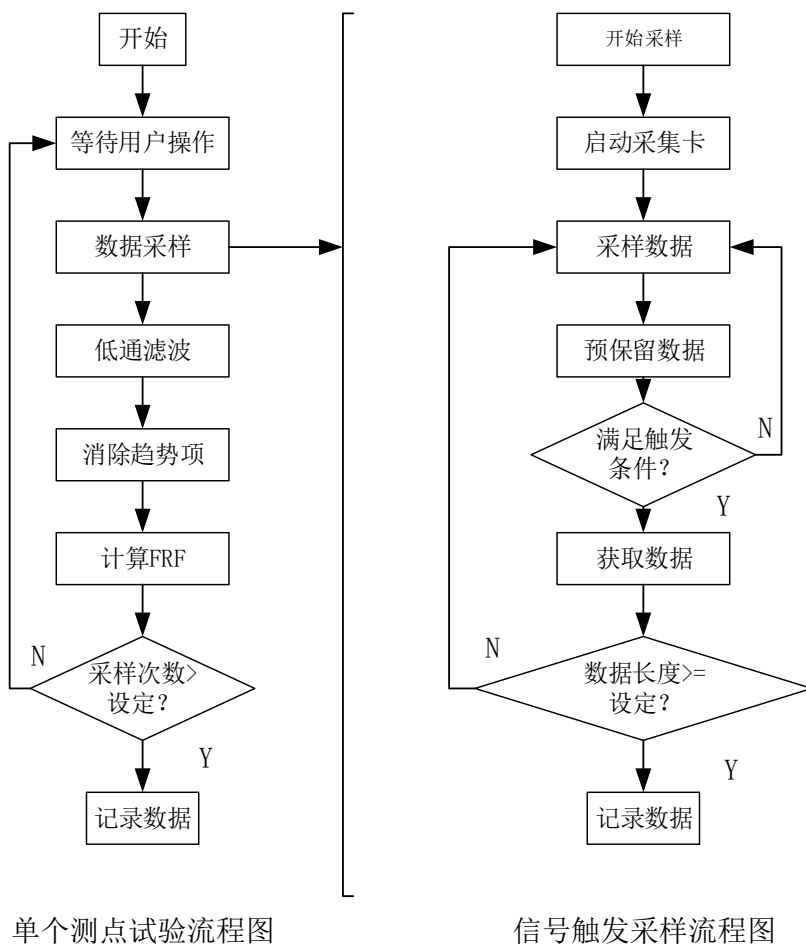 开始
等待用户操作
数据采样
低通滤波
消除趋势项
计算FRF
N
采样次数>
设定?
Y
记录数据
单个测点试验流程图
开始采样
启动采集卡
采样数据
预保留数据
满足触发
条件?
N
Y
获取数据
N
数据长度>=
设定?
Y
记录数据
信号触发采样流程图